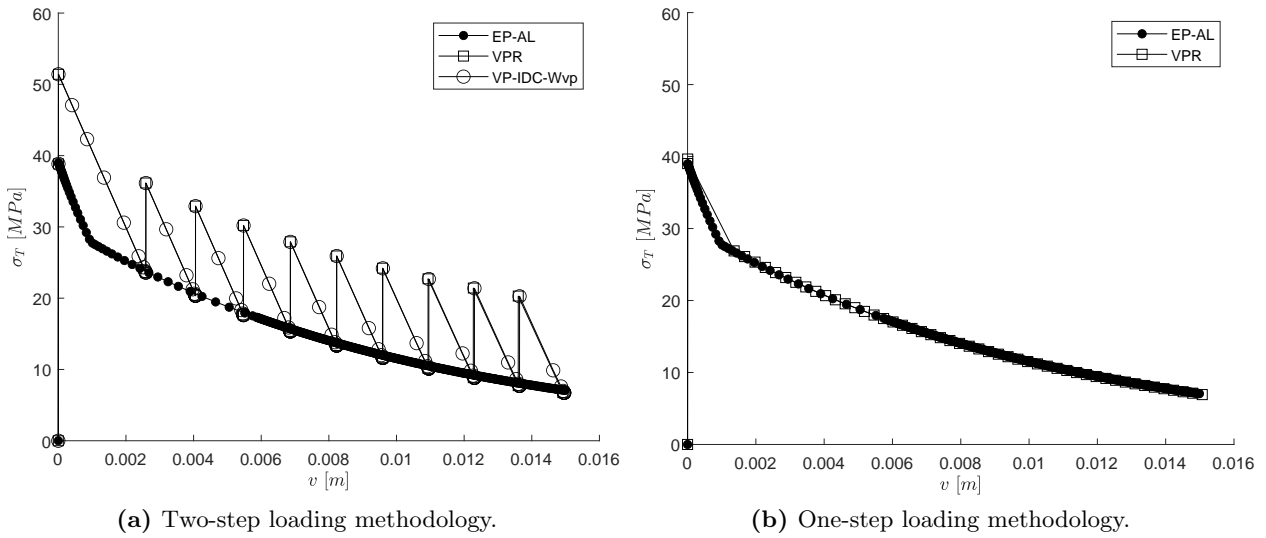 60
50
40
30
20
10
0
σ_T [MPa]
0
0.002
0.004
0.006
0.008
0.01
0.012
0.014
0.016
v [m]
EP-AL
VPR
VP-IDC-Wvp
(a) Two-step loading methodology.
60
50
40
30
20
10
0
σ_T [MPa]
0
0.002
0.004
0.006
0.008
0.01
0.012
0.014
0.016
v [m]
EP-AL
VPR
(b) One-step loading methodology.